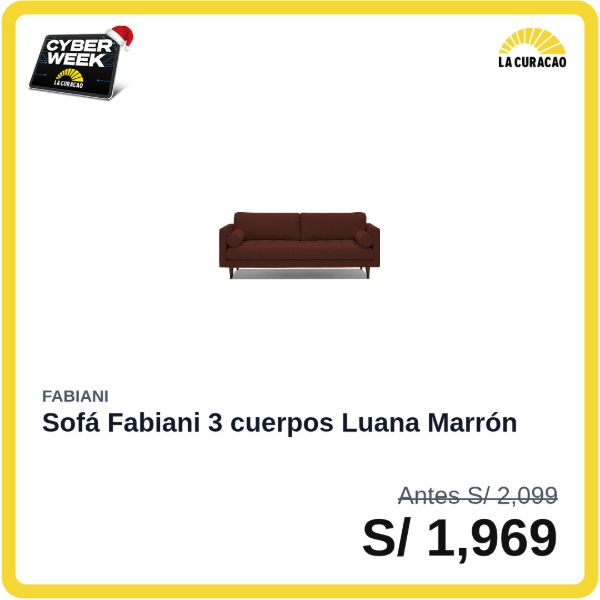 CYBER
WEEK
LA CURACAO
LA CURACAO
FABIANI
Sofá Fabiani 3 cuerpos Luana Marrón
Antes S/ 2,099
S/ 1,969